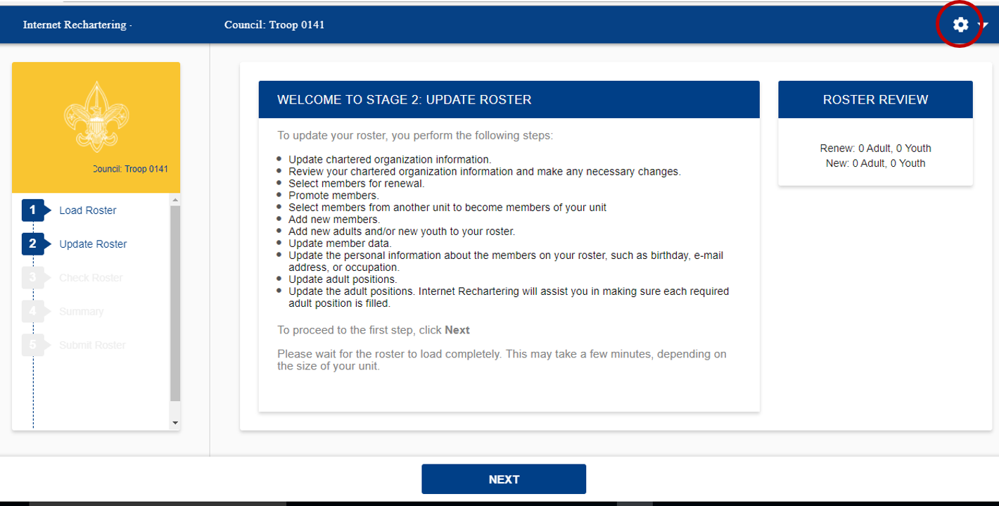 Internet Rechartering -
Council: Troop 0141
Council: Troop 0141
1 Load Roster
2 Update Roster
3 Check Roster
4 Summary
5 Submit Roster
WELCOME TO STAGE 2: UPDATE ROSTER
To update your roster, you perform the following steps:
• Update chartered organization information.
• Review your chartered organization information and make any necessary changes.
• Select members for renewal.
• Promote members.
• Select members from another unit to become members of your unit
• Add new members.
• Add new adults and/or new youth to your roster.
• Update member data.
• Update the personal information about the members on your roster, such as birthday, e-mail
address, or occupation.
• Update adult positions.
• Update the adult positions. Internet Rechartering will assist you in making sure each required
adult position is filled.
To proceed to the first step, click Next
Please wait for the roster to load completely. This may take a few minutes, depending on
the size of your unit.
ROSTER REVIEW
Renew: 0 Adult, 0 Youth
New: 0 Adult, 0 Youth
NEXT